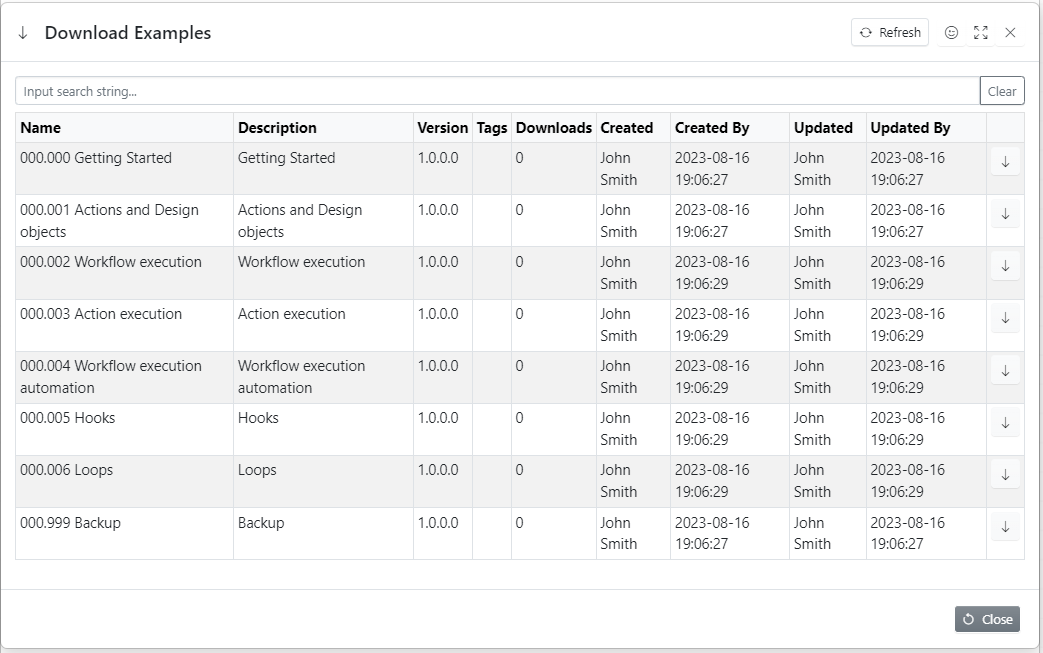 Download Examples
Refresh
Input search string...
Clear
Name Description Version Tags Downloads Created Created By Updated Updated By
000.000 Getting Started Getting Started 1.0.0.0 0 John 2023-08-16 John 2023-08-16
Smith 19:06:27 Smith 19:06:27
000.001 Actions and Design Actions and Design 1.0.0.0 0 John 2023-08-16 John 2023-08-16
objects objects Smith 19:06:27 Smith 19:06:27
000.002 Workflow execution Workflow execution 1.0.0.0 0 John 2023-08-16 John 2023-08-16
Smith 19:06:29 Smith 19:06:29
000.003 Action execution Action execution 1.0.0.0 0 John 2023-08-16 John 2023-08-16
Smith 19:06:29 Smith 19:06:29
000.004 Workflow execution Workflow execution 1.0.0.0 0 John 2023-08-16 John 2023-08-16
automation automation Smith 19:06:29 Smith 19:06:29
000.005 Hooks Hooks 1.0.0.0 0 John 2023-08-16 John 2023-08-16
Smith 19:06:29 Smith 19:06:29
000.006 Loops Loops 1.0.0.0 0 John 2023-08-16 John 2023-08-16
Smith 19:06:29 Smith 19:06:29
000.999 Backup Backup 1.0.0.0 0 John 2023-08-16 John 2023-08-16
Smith 19:06:27 Smith 19:06:27
Close